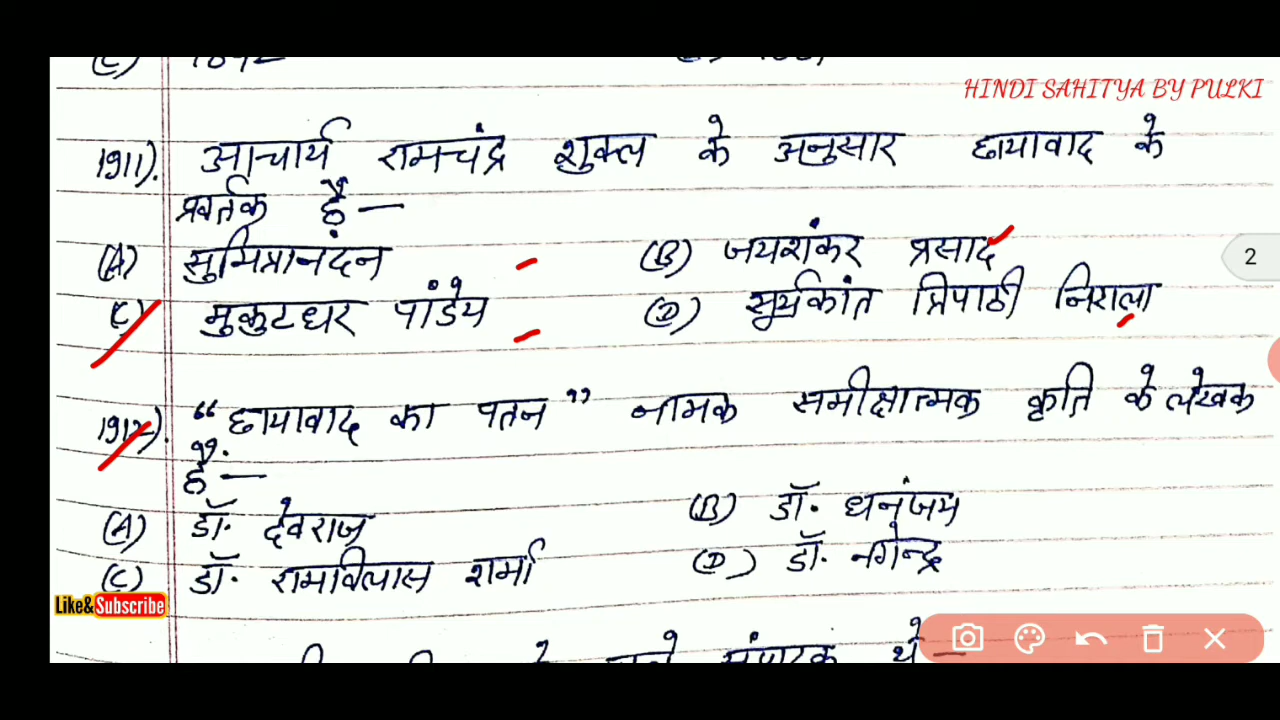 HINDI SAHITYA BY PULKI
1911). आचार्य रामचंद्र शुक्ल के अनुसार छायावाद के
प्रवर्तक है —
(A) सुमित्रानंदन (B) जयशंकर प्रसाद
(C) मुकुटधर पांडेय (D) सूर्यकांत त्रिपाठी निराला
2
1912). "छायावाद का पतन" नामक समीक्षात्मक कृति के लेखक
हैं —
(A) डॉ. देवराज (B) डॉ. धनंजय
(C) डॉ. रामविलास शर्मा (D) डॉ. नगेन्द्र
Like& Subscribe